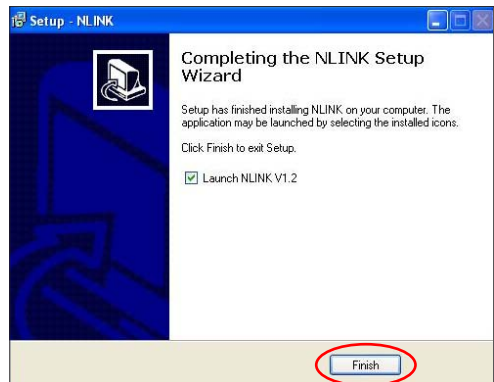 Setup - NLINK
Completing the NLINK Setup
Wizard
Setup has finished installing NLINK on your computer. The
application may be launched by selecting the installed icons.
Click Finish to exit Setup.
Launch NLINK V1.2
Finish